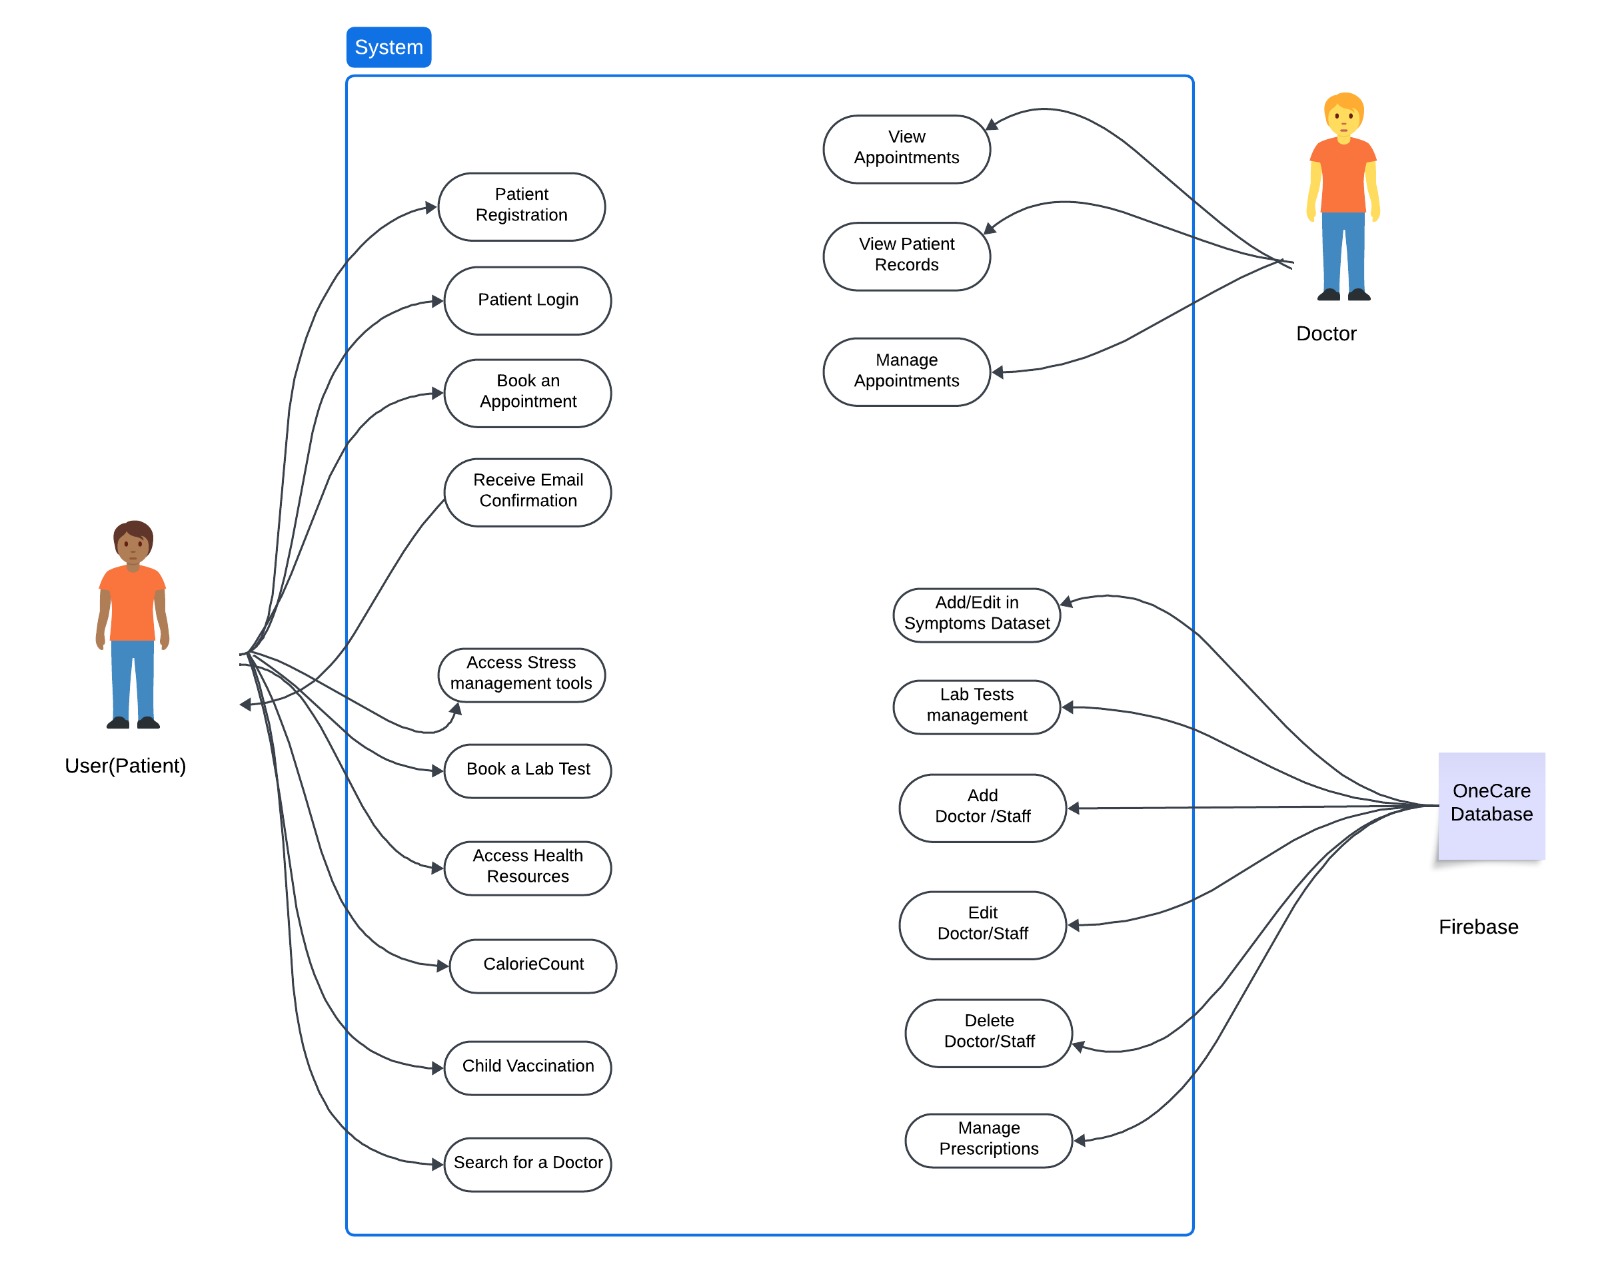 System
Patient
Registration
Patient Login
Book an
Appointment
Receive Email
Confirmation
Access Stress
management tools
Book a Lab Test
Access Health
Resources
CalorieCount
Child Vaccination
Search for a Doctor
User(Patient)
View
Appointments
View Patient
Records
Manage
Appointments
Doctor
Add/Edit in
Symptoms Dataset
Lab Tests
management
Add
Doctor /Staff
Edit
Doctor/Staff
Delete
Doctor/Staff
Manage
Prescriptions
OneCare
Database
Firebase